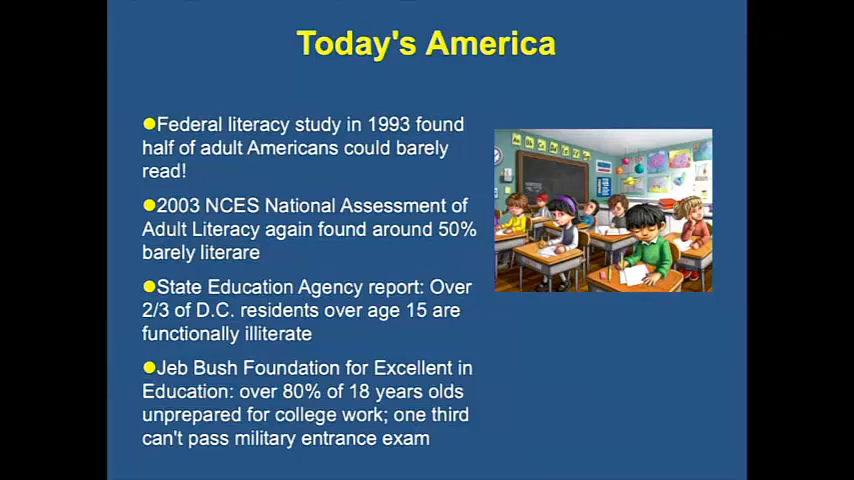 Today's America
●Federal literacy study in 1993 found
half of adult Americans could barely
read!
●2003 NCES National Assessment of
Adult Literacy again found around 50%
barely literare
●State Education Agency report: Over
2/3 of D.C. residents over age 15 are
functionally illiterate
●Jeb Bush Foundation for Excellent in
Education: over 80% of 18 years olds
unprepared for college work; one third
can't pass military entrance exam